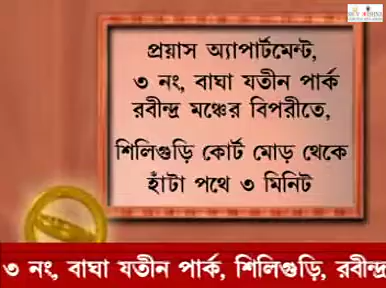 প্রয়াস অ্যাপার্টমেন্ট,
৩ নং, বাঘা যতীন পার্ক
রবীন্দ্র মঞ্চের বিপরীতে,
শিলিগুড়ি কোর্ট মোড় থেকে
হাঁটা পথে ৩ মিনিট
৩ নং, বাঘা যতীন পার্ক, শিলিগুড়ি, রবীন্দ্র